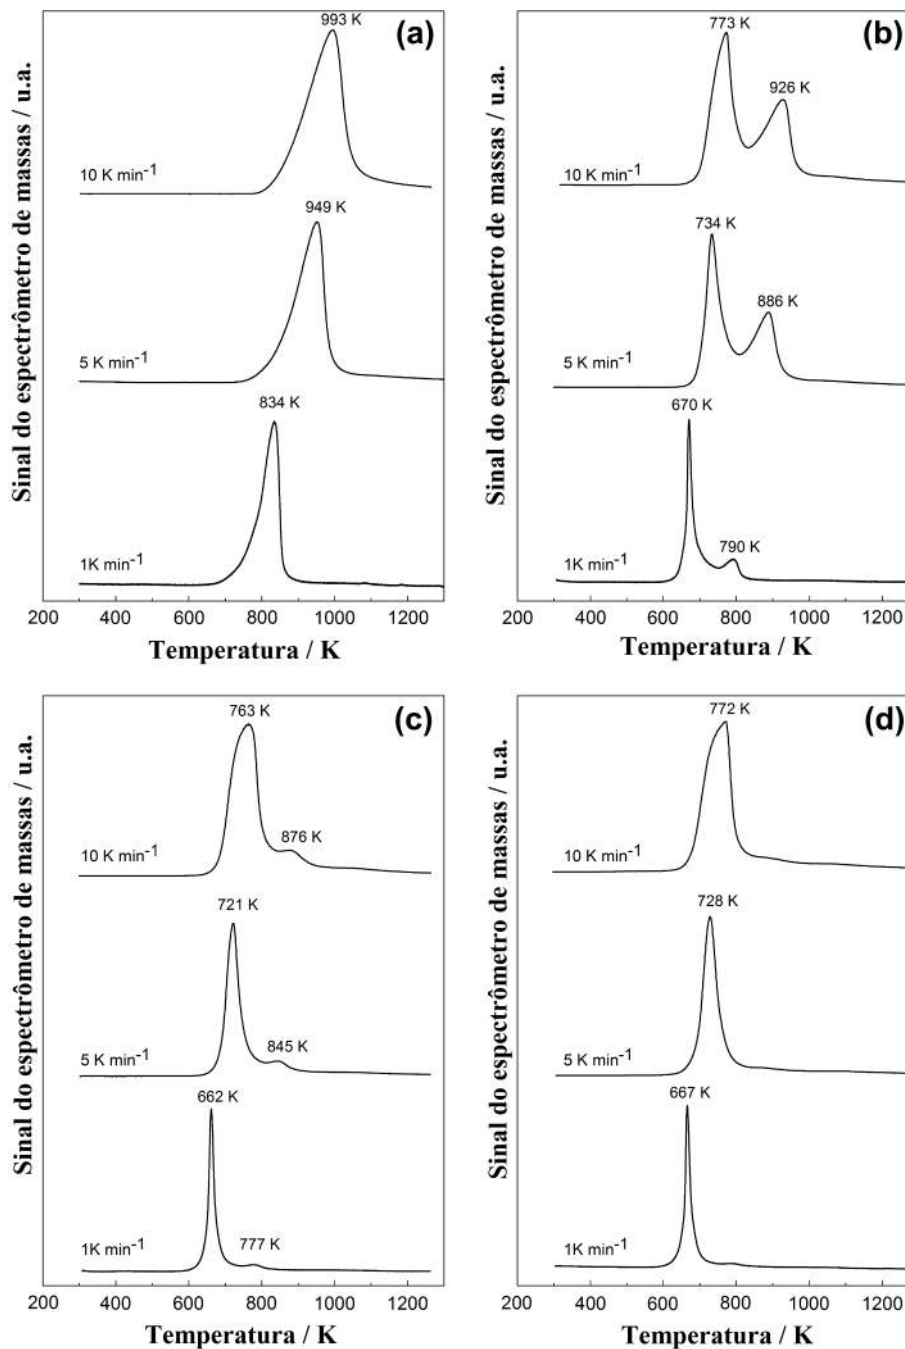 (a)
993 K
10 K min⁻¹
949 K
5 K min⁻¹
834 K
1K min⁻¹
Sinal do espectrômetro de massas / u.a.
200 400 600 800 1000 1200
Temperatura / K
(b)
773 K
926 K
10 K min⁻¹
734 K
886 K
5 K min⁻¹
670 K
790 K
1K min⁻¹
Sinal do espectrômetro de massas / u.a.
200 400 600 800 1000 1200
Temperatura / K
(c)
763 K
876 K
10 K min⁻¹
721 K
845 K
5 K min⁻¹
662 K
777 K
1K min⁻¹
Sinal do espectrômetro de massas / u.a.
200 400 600 800 1000 1200
Temperatura / K
(d)
772 K
10 K min⁻¹
728 K
5 K min⁻¹
667 K
1K min⁻¹
Sinal do espectrômetro de massas / u.a.
200 400 600 800 1000 1200
Temperatura / K